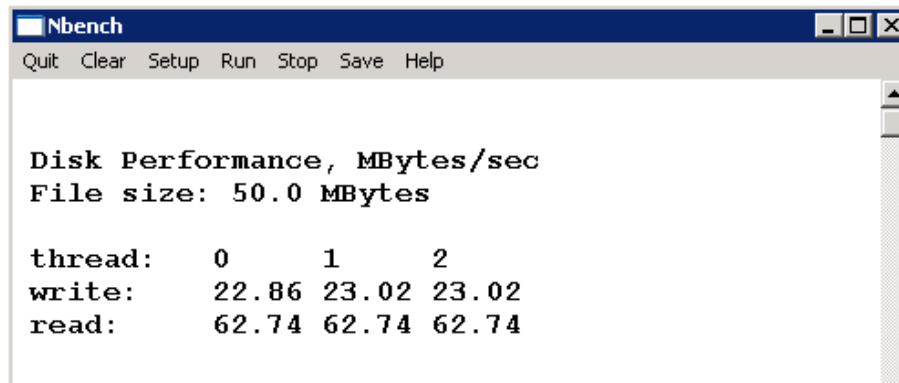 Nbench
Quit Clear Setup Run Stop Save Help
Disk Performance, MBytes/sec
File size: 50.0 MBytes
thread: 0 1 2
write: 22.86 23.02 23.02
read: 62.74 62.74 62.74